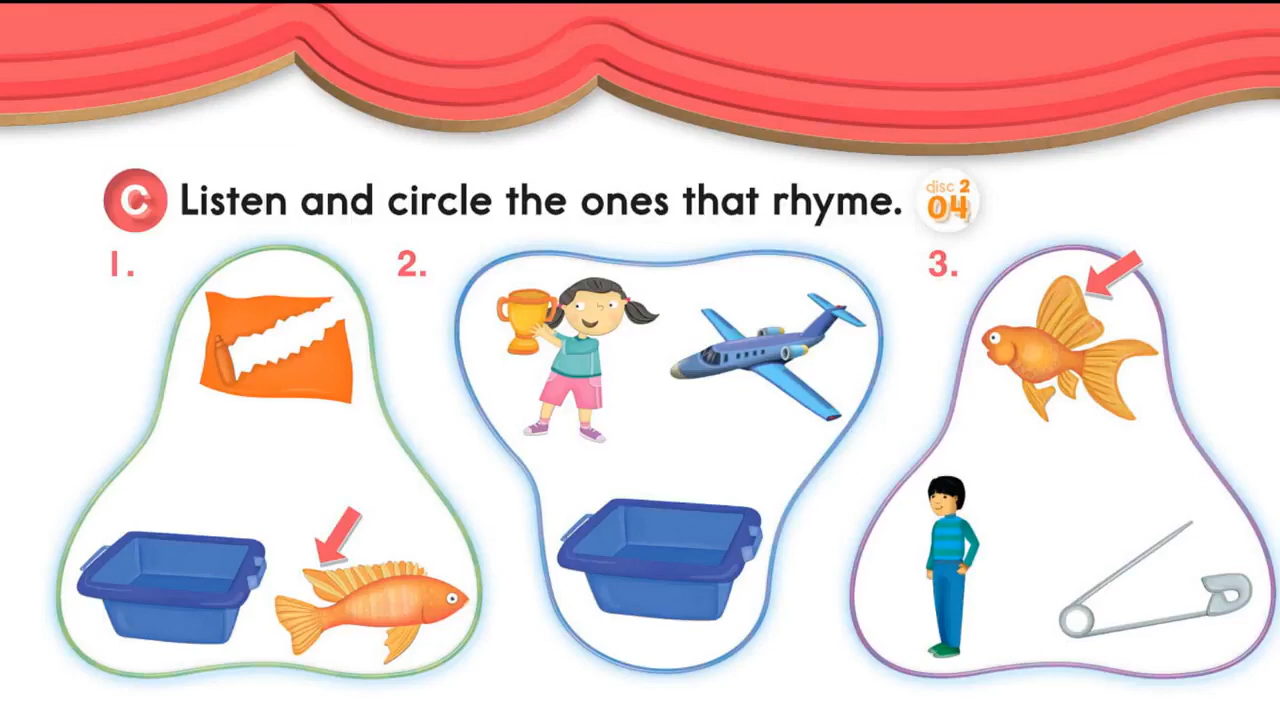 C Listen and circle the ones that rhyme. disc 2 04
1. 2. 3.